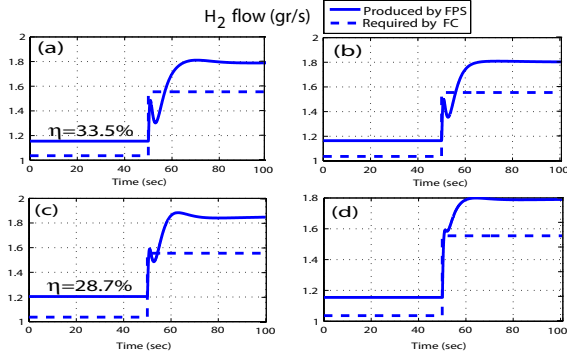 H2 flow (gr/s)
Produced by FPS
Required by FC
(a)
2
1.8
1.6
1.4
1.2
1
η=33.5%
0 20 40 60 80 100
Time (sec)
(b)
2
1.8
1.6
1.4
1.2
1
0 20 40 60 80 100
Time (sec)
(c)
2
1.8
1.6
1.4
1.2
1
η=28.7%
0 20 40 60 80 100
Time (sec)
(d)
1.8
1.6
1.4
1.2
1
0 20 40 60 80 100
Time (sec)